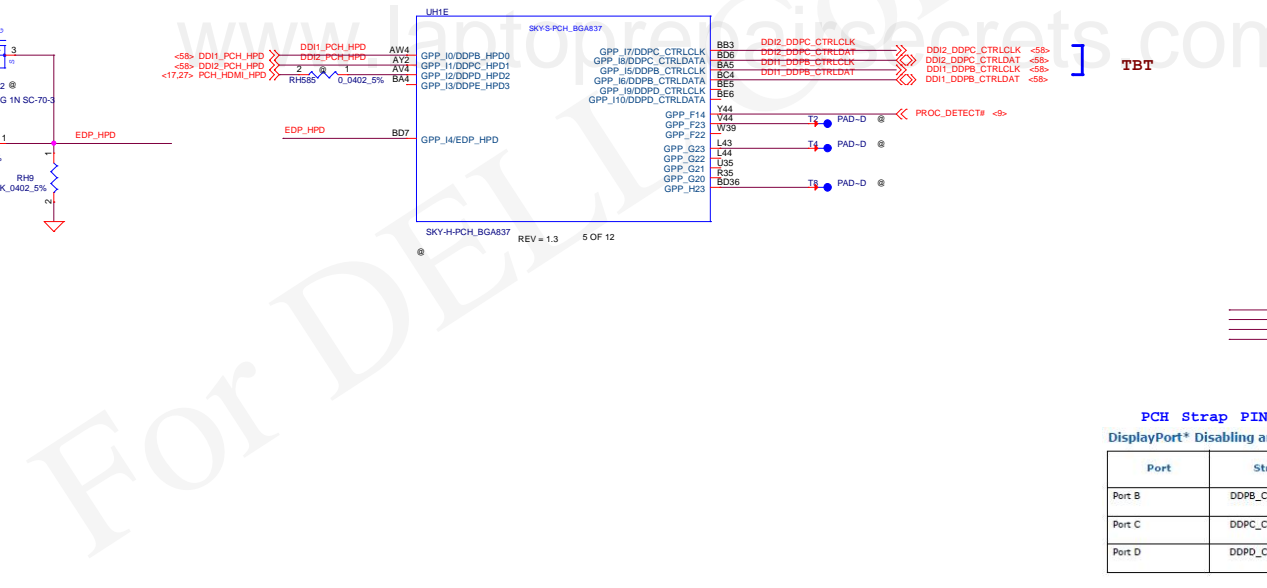 www.laptoprepairsecrets.com
For DELL
UH1E
SKY-S-PCH_BGA837
3
S
2 @
G 1N SC-70-3
1
EDP_HPD
1
RH9
K_0402_5%
2
<58> DDI1_PCH_HPD
<58> DDI2_PCH_HPD
<17,27> PCH_HDMI_HPD
DDI1_PCH_HPD
DDI2_PCH_HPD
2 @ 1
RH585 0_0402_5%
AW4
AY2
AV4
BA4
GPP_I0/DDPB_HPD0
GPP_I1/DDPC_HPD1
GPP_I2/DDPD_HPD2
GPP_I3/DDPE_HPD3
EDP_HPD
BD7
GPP_I4/EDP_HPD
GPP_I7/DDPC_CTRLCLK
GPP_I8/DDPC_CTRLDATA
GPP_I5/DDPB_CTRLCLK
GPP_I6/DDPB_CTRLDATA
GPP_I9/DDPD_CTRLCLK
GPP_I10/DDPD_CTRLDATA
GPP_F14
GPP_F23
GPP_F22
GPP_G23
GPP_G22
GPP_G21
GPP_G20
GPP_H23
BB3
BD6
BA5
BC4
BE5
BE6
Y44
V44
W39
L43
L44
U35
R35
BD36
DDI2_DDPC_CTRLCLK
DDI2_DDPC_CTRLDAT
DDI1_DDPB_CTRLCLK
DDI1_DDPB_CTRLDAT
DDI2_DDPC_CTRLCLK <58>
DDI2_DDPC_CTRLDAT <58>
DDI1_DDPB_CTRLCLK <58>
DDI1_DDPB_CTRLDAT <58>
TBT
PROC_DETECT# <9>
T2 PAD~D @
T4 PAD~D @
T8 PAD~D @
SKY-H-PCH_BGA837
REV = 1.3
5 OF 12
@
PCH Strap PIN
DisplayPort* Disabling a
Port St
Port B DDPB_C
Port C DDPC_C
Port D DDPD_C